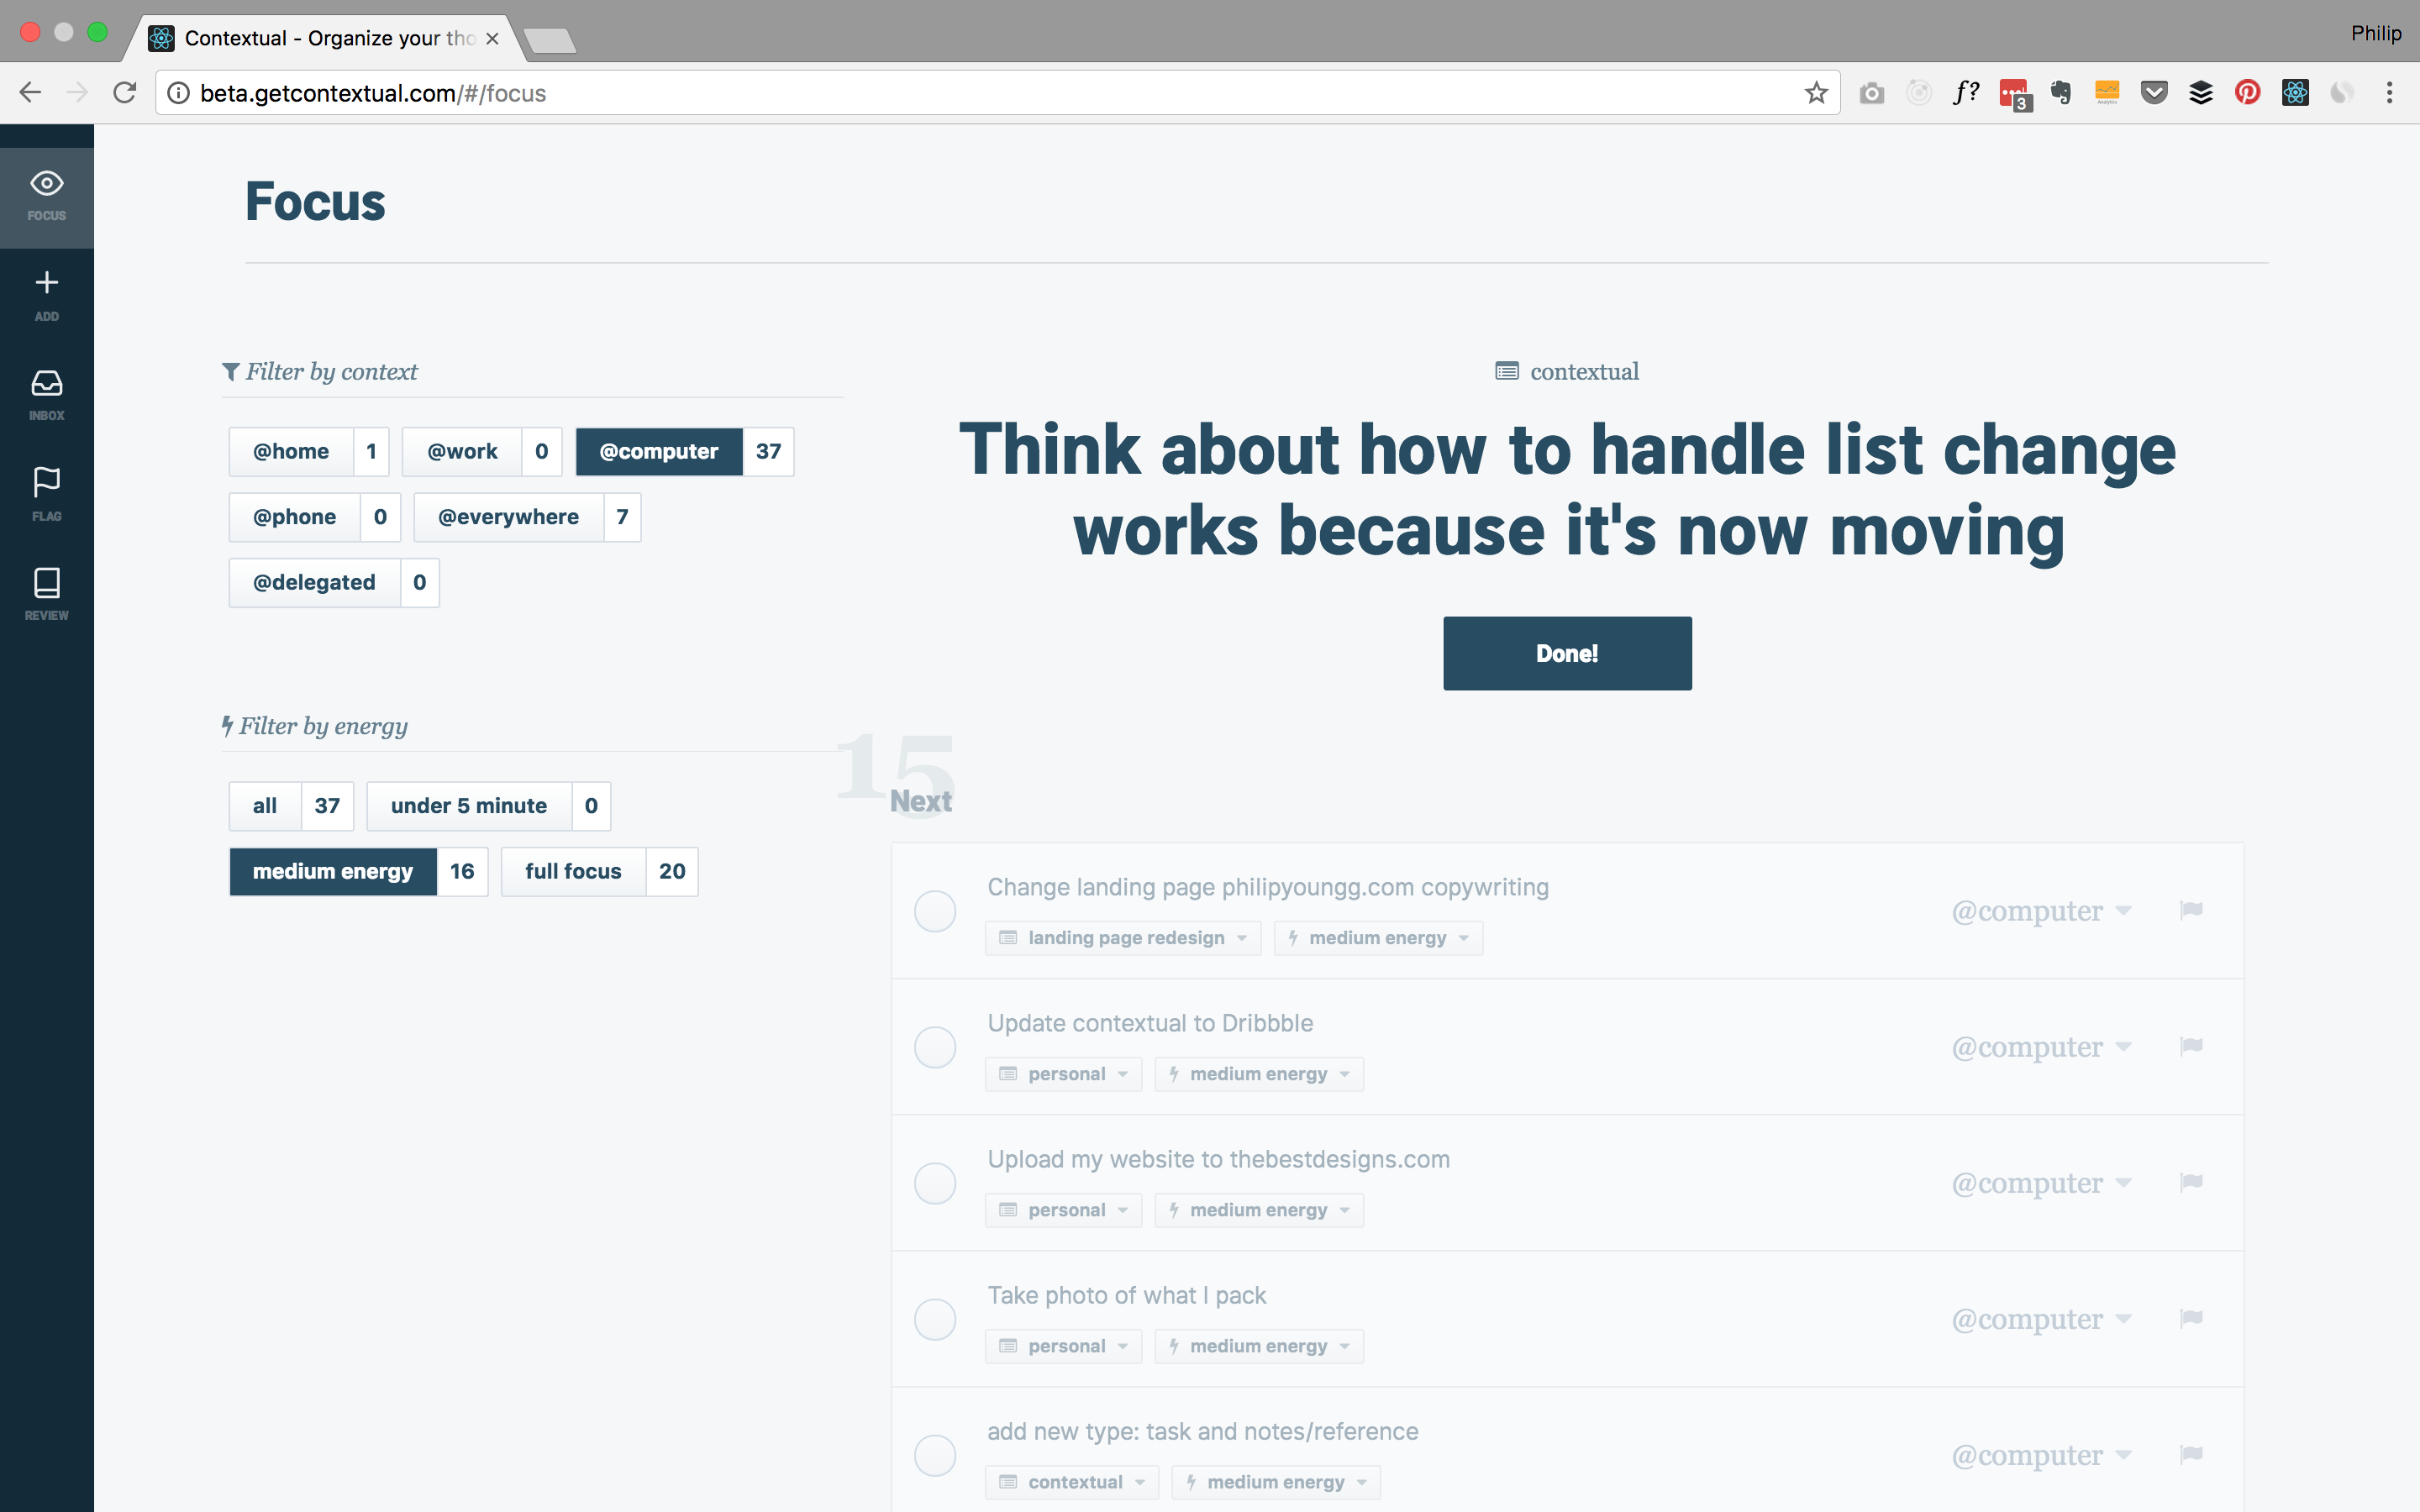 Contextual - Organize your tho
Philip
beta.getcontextual.com/#/focus
f?
3
Analytics
FOCUS
ADD
INBOX
FLAG
REVIEW
Focus
Filter by context
@home 1 @work 0 @computer 37
@phone 0 @everywhere 7
@delegated 0
Filter by energy
all 37 under 5 minute 0
medium energy 16 full focus 20
contextual
Think about how to handle list change
works because it's now moving
Done!
15
Next
Change landing page philipyoungg.com copywriting
landing page redesign medium energy
@computer
Update contextual to Dribbble
personal medium energy
@computer
Upload my website to thebestdesigns.com
personal medium energy
@computer
Take photo of what I pack
personal medium energy
@computer
add new type: task and notes/reference
contextual medium energy
@computer